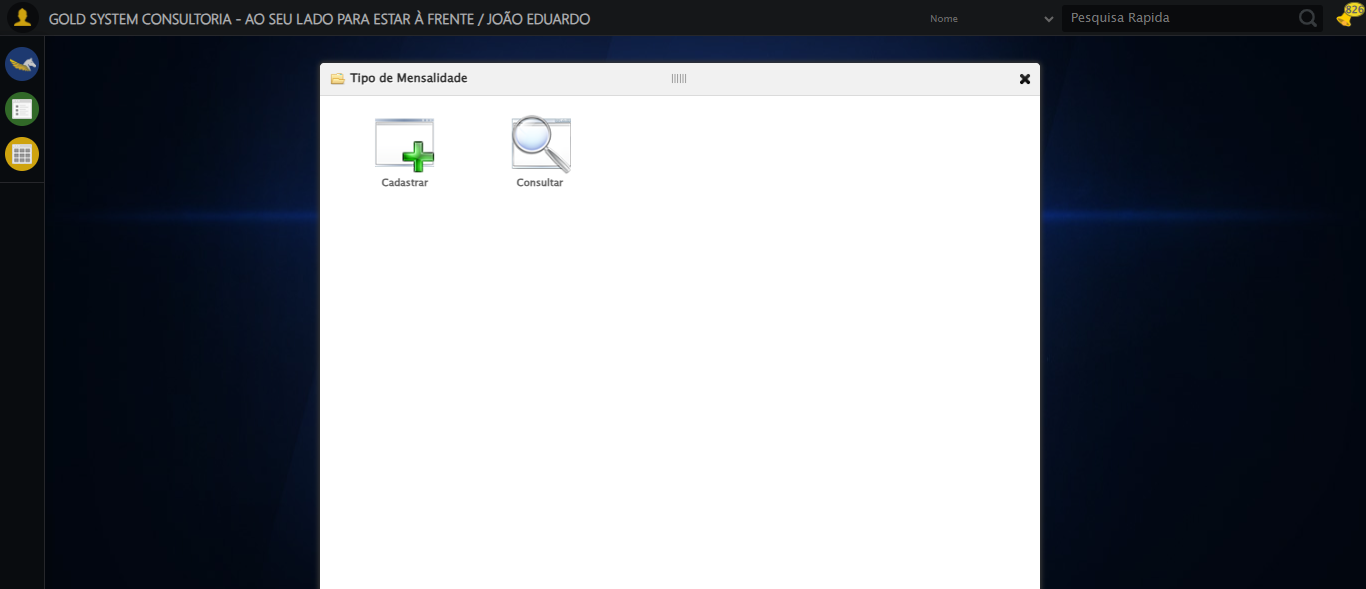 GOLD SYSTEM CONSULTORIA - AO SEU LADO PARA ESTAR À FRENTE / JOÃO EDUARDO
Nome
Pesquisa Rapida
826
Tipo de Mensalidade
Cadastrar
Consultar